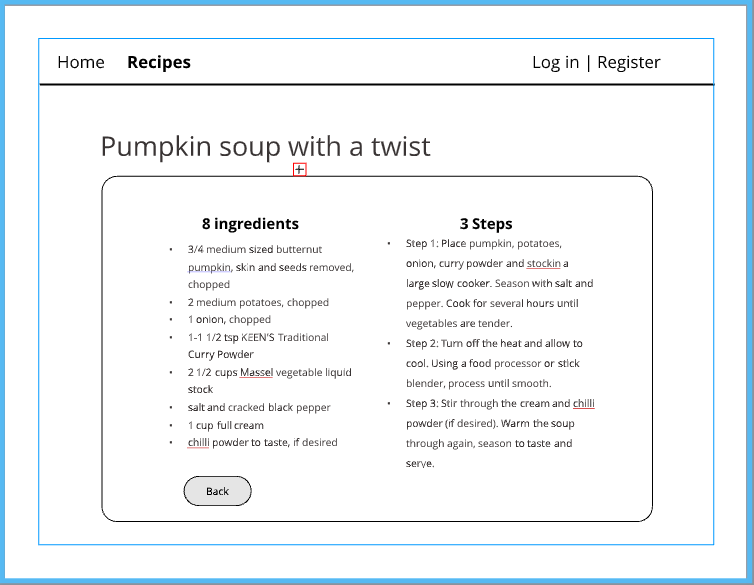 Home Recipes Log in | Register
Pumpkin soup with a twist
8 ingredients
• 3/4 medium sized butternut
pumpkin, skin and seeds removed,
chopped
• 2 medium potatoes, chopped
• 1 onion, chopped
• 1-1 1/2 tsp KEEN'S Traditional
Curry Powder
• 2 1/2 cups Massel vegetable liquid
stock
• salt and cracked black pepper
• 1 cup full cream
• chilli powder to taste, if desired
3 Steps
• Step 1: Place pumpkin, potatoes,
onion, curry powder and stockin a
large slow cooker. Season with salt and
pepper. Cook for several hours until
vegetables are tender.
• Step 2: Turn off the heat and allow to
cool. Using a food processor or stick
blender, process until smooth.
• Step 3: Stir through the cream and chilli
powder (if desired). Warm the soup
through again, season to taste and
serve.
Back